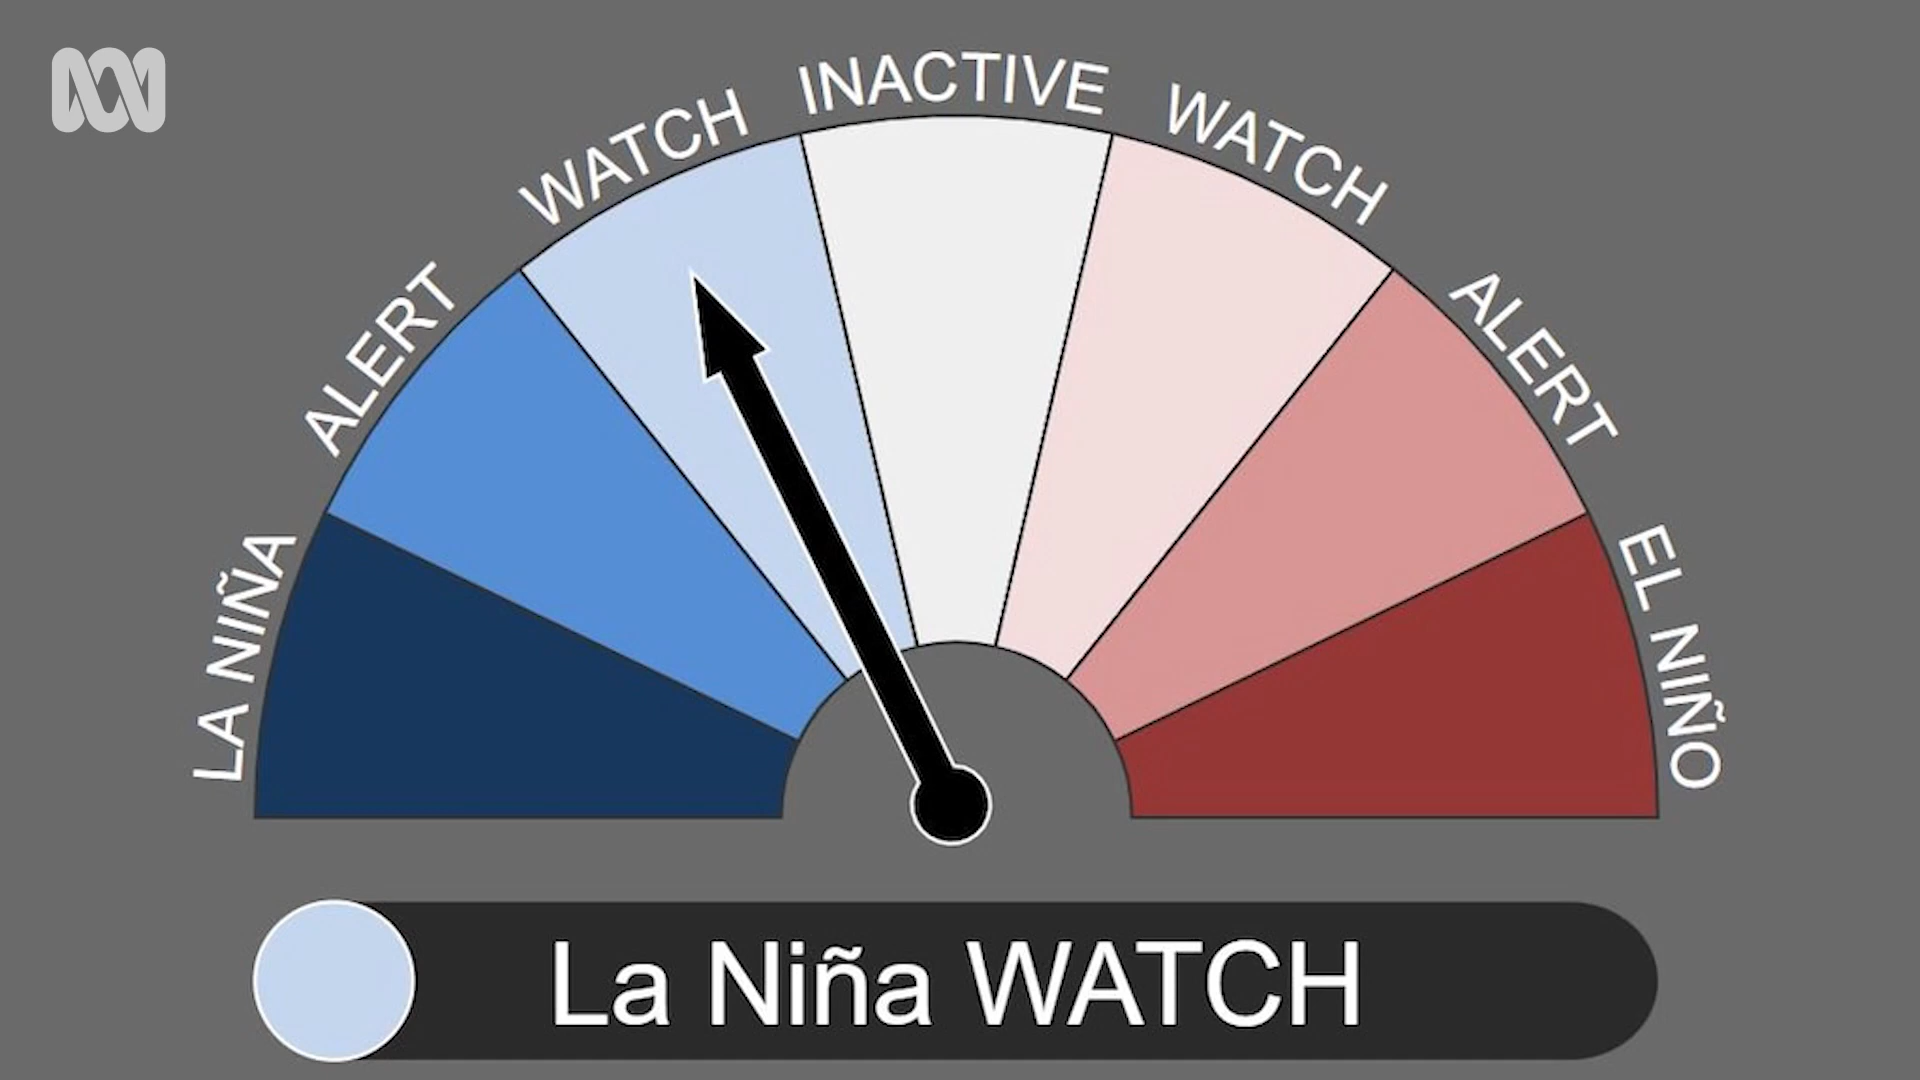 LA NIÑA
ALERT
WATCH
INACTIVE
WATCH
ALERT
EL NIÑO
La Niña WATCH